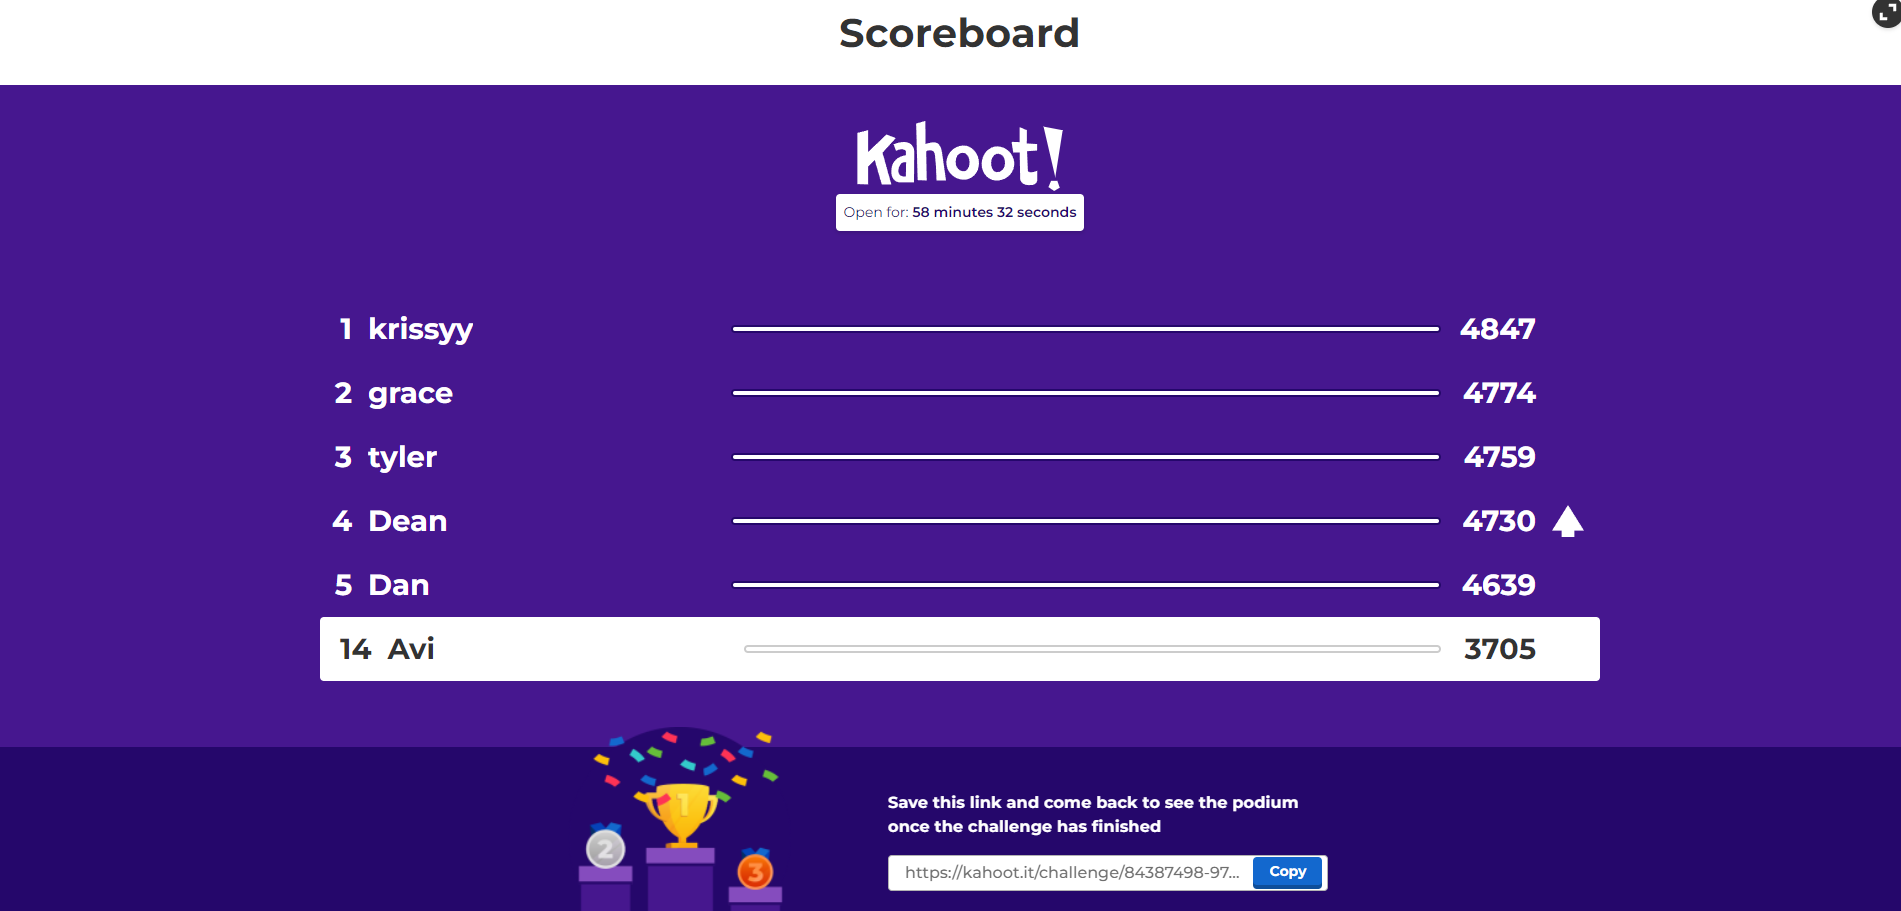 Scoreboard
Kahoot!
Open for: 58 minutes 32 seconds
1 krissyy 4847
2 grace 4774
3 tyler 4759
4 Dean 4730
5 Dan 4639
14 Avi 3705
1
2
3
Save this link and come back to see the podium
once the challenge has finished
https://kahoot.it/challenge/84387498-97... Copy